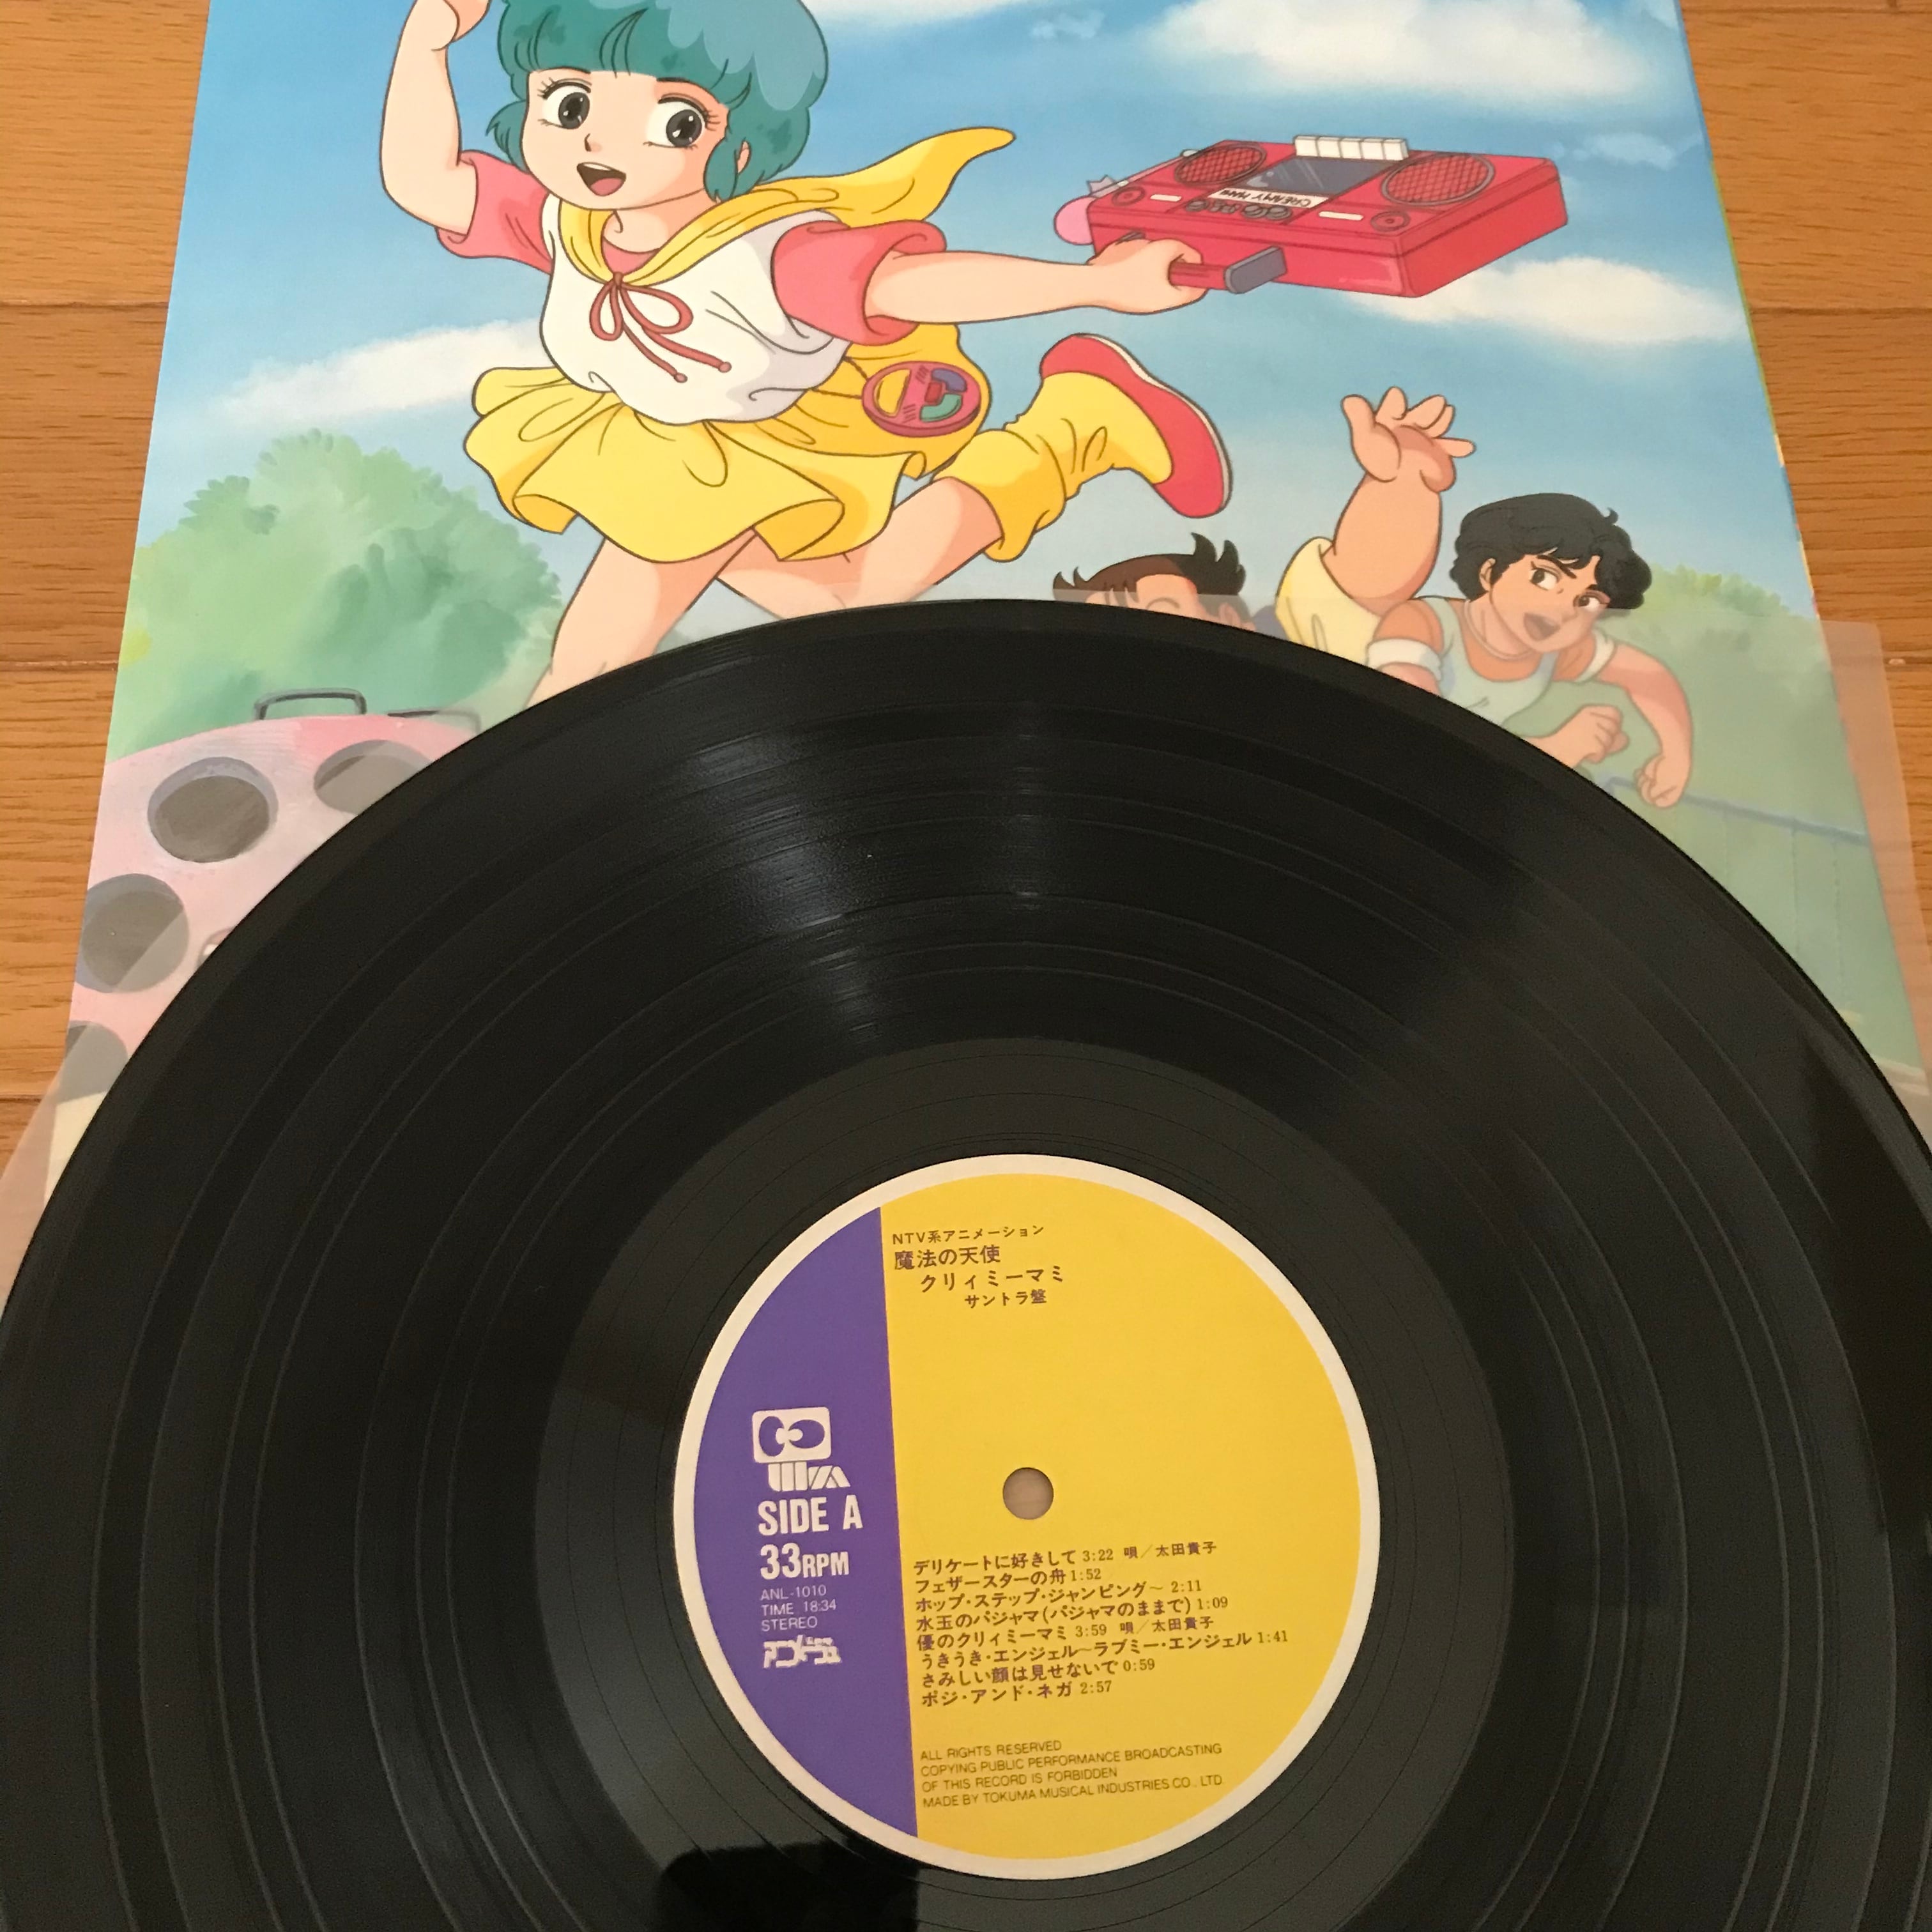 CREAMY MAMI
NTV系アニメーション
魔法の天使
クリィミーマミ
サントラ盤
SIDE A
33RPM
ANL-1010
TIME 18:34
STEREO
アニメージュ
デリケートに好きして 3:22 唄／太田貴子
フェザースターの舟 1:52
ホップ・ステップ・ジャンピング〜 2:11
水玉のパジャマ(パジャマのままで) 1:09
優のクリィミーマミ 3:59 唄／太田貴子
うきうき・エンジェル〜ラブミー・エンジェル 1:41
さみしい顔は見せないで 0:59
ポジ・アンド・ネガ 2:57
ALL RIGHTS RESERVED
COPYING PUBLIC PERFORMANCE BROADCASTING
OF THIS RECORD IS FORBIDDEN
MADE BY TOKUMA MUSICAL INDUSTRIES CO., LTD